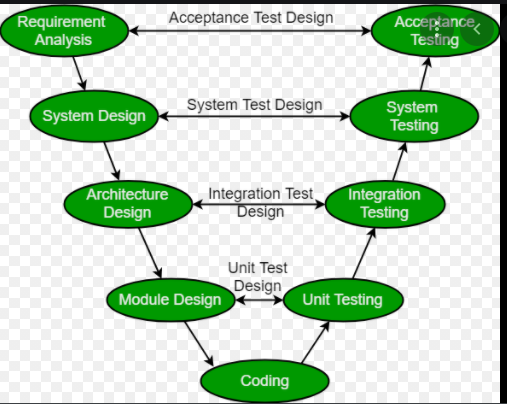 Requirement
Analysis
Acceptance Test Design
Acceptance
Testing
System Design
System Test Design
System
Testing
Architecture
Design
Integration Test
Design
Integration
Testing
Module Design
Unit Test
Design
Unit Testing
Coding